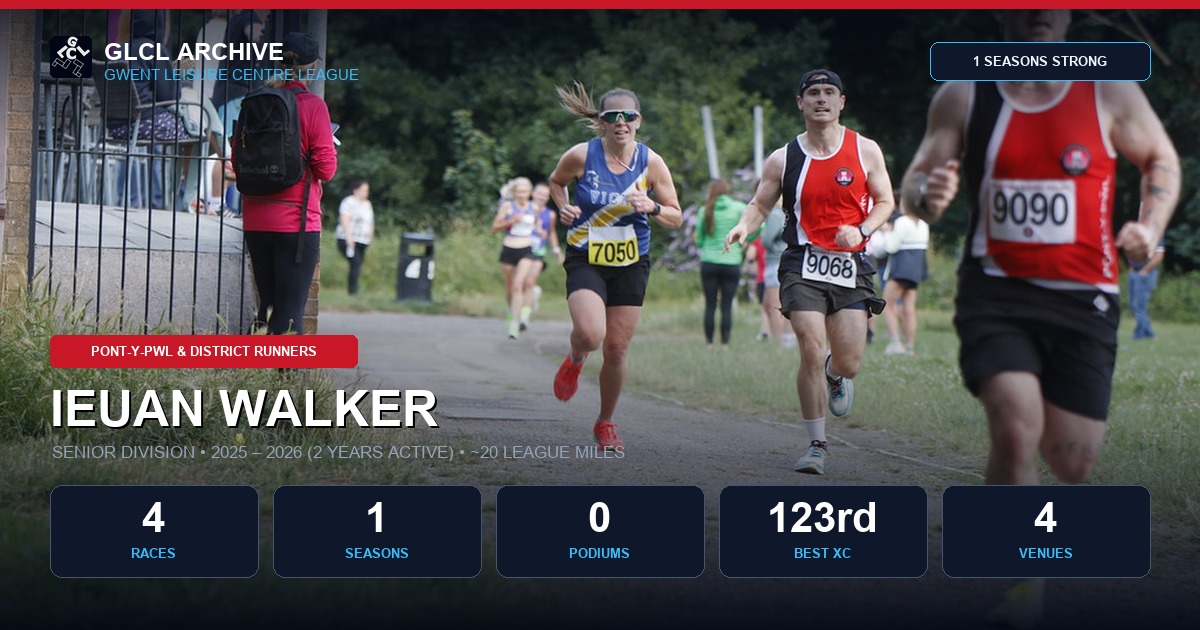 GLCL ARCHIVE
GWENT LEISURE CENTRE LEAGUE
1 SEASONS STRONG
7050
9068
9090
PONT-Y-PWL & DISTRICT RUNNERS
IEUAN WALKER
SENIOR DIVISION • 2025 – 2026 (2 YEARS ACTIVE) • ~20 LEAGUE MILES
4
RACES
1
SEASONS
0
PODIUMS
123rd
BEST XC
4
VENUES